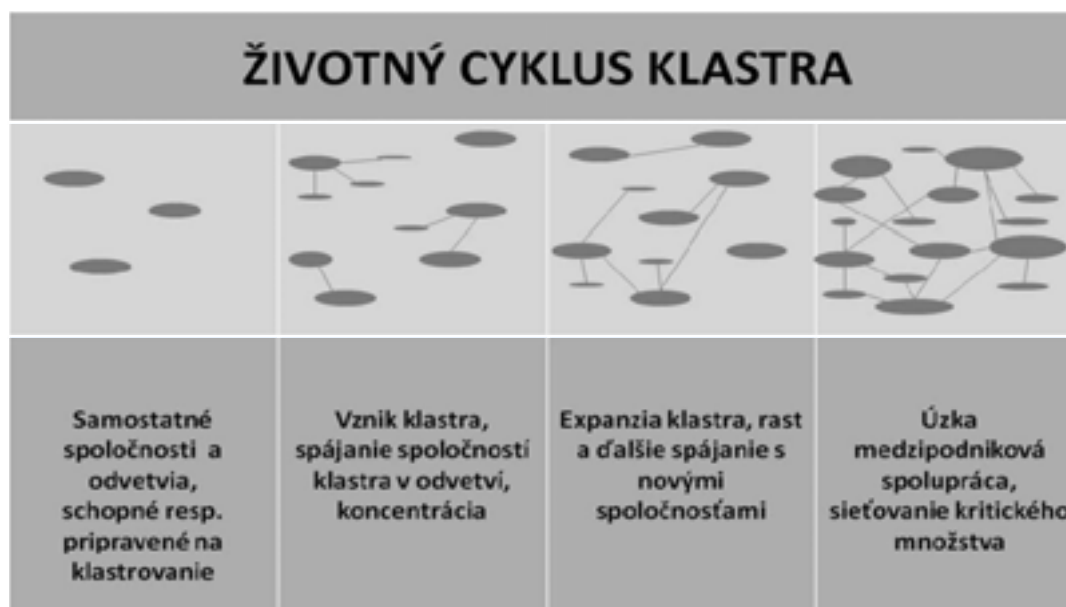 ŽIVOTNÝ CYKLUS KLASTRA
Samostatné
spoločnosti a
odvetvia,
schopné resp.
pripravené na
klastrovanie
Vznik klastra,
spájanie spoločností
klastra v odvetví,
koncentrácia
Expanzia klastra, rast
a ďalšie spájanie s
novými
spoločnosťami
Úzka
medzipodniková
spolupráca,
sieťovanie kritického
množstva